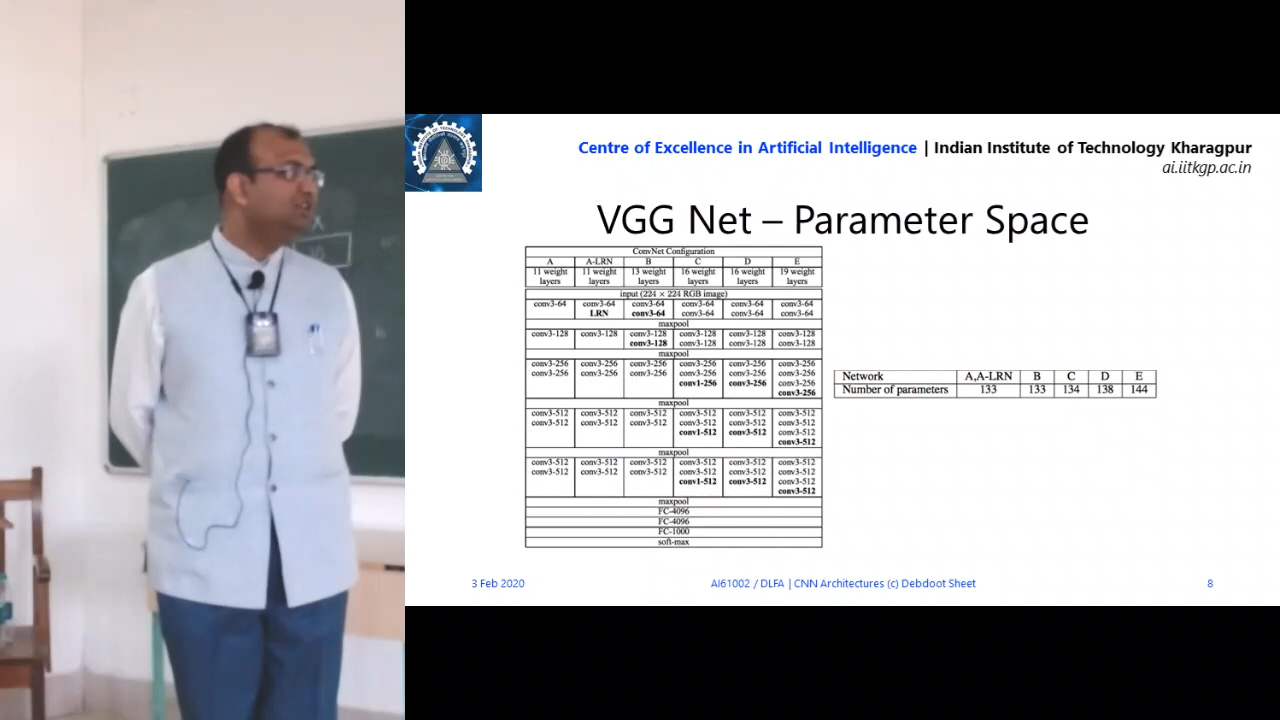 Centre of Excellence in Artificial Intelligence | Indian Institute of Technology Kharagpur
ai.iitkgp.ac.in
VGG Net – Parameter Space
ConvNet Configuration
A A-LRN B C D E
11 weight layers 11 weight layers 13 weight layers 16 weight layers 16 weight layers 19 weight layers
input (224 × 224 RGB image)
conv3-64 conv3-64 conv3-64 conv3-64 conv3-64 conv3-64
LRN conv3-64 conv3-64 conv3-64 conv3-64
maxpool
conv3-128 conv3-128 conv3-128 conv3-128 conv3-128 conv3-128
conv3-128 conv3-128 conv3-128 conv3-128
maxpool
conv3-256 conv3-256 conv3-256 conv3-256 conv3-256 conv3-256
conv3-256 conv3-256 conv3-256 conv3-256 conv3-256 conv3-256
conv1-256 conv3-256 conv3-256
conv3-256
maxpool
conv3-512 conv3-512 conv3-512 conv3-512 conv3-512 conv3-512
conv3-512 conv3-512 conv3-512 conv3-512 conv3-512 conv3-512
conv1-512 conv3-512 conv3-512
conv3-512
maxpool
conv3-512 conv3-512 conv3-512 conv3-512 conv3-512 conv3-512
conv3-512 conv3-512 conv3-512 conv3-512 conv3-512 conv3-512
conv1-512 conv3-512 conv3-512
conv3-512
maxpool
FC-4096
FC-4096
FC-1000
soft-max
Network A,A-LRN B C D E
Number of parameters 133 133 134 138 144
3 Feb 2020
AI61002 / DLFA | CNN Architectures (c) Debdoot Sheet
8